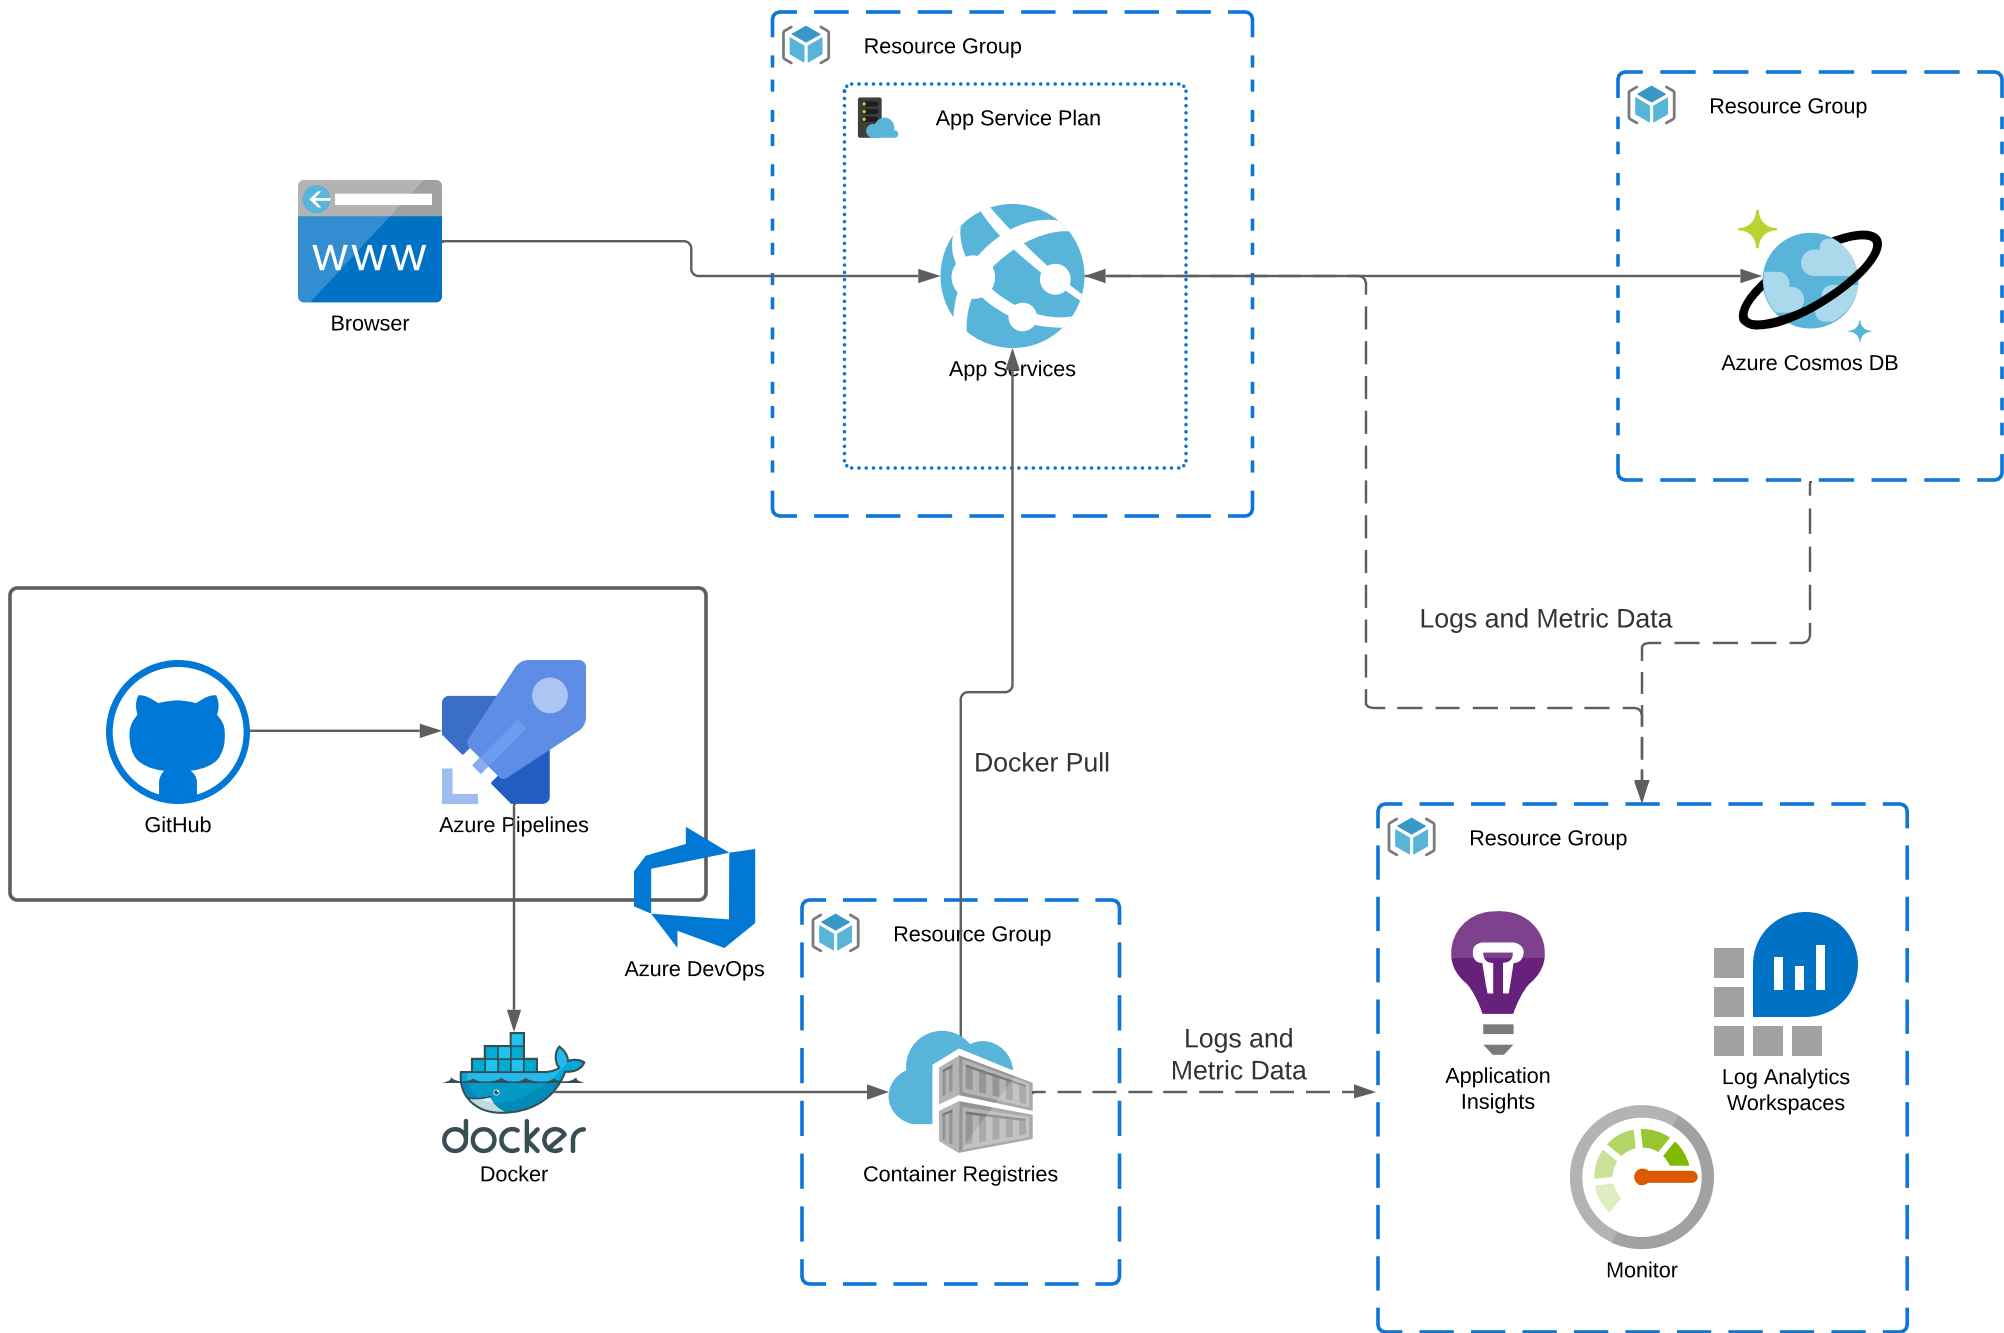 Resource Group
App Service Plan
Resource Group
www
Browser
App Services
Azure Cosmos DB
Logs and Metric Data
Docker Pull
GitHub
Azure Pipelines
Resource Group
Azure DevOps
Resource Group
Logs and
Metric Data
Application
Insights
Log Analytics
Workspaces
docker
Docker
Container Registries
Monitor